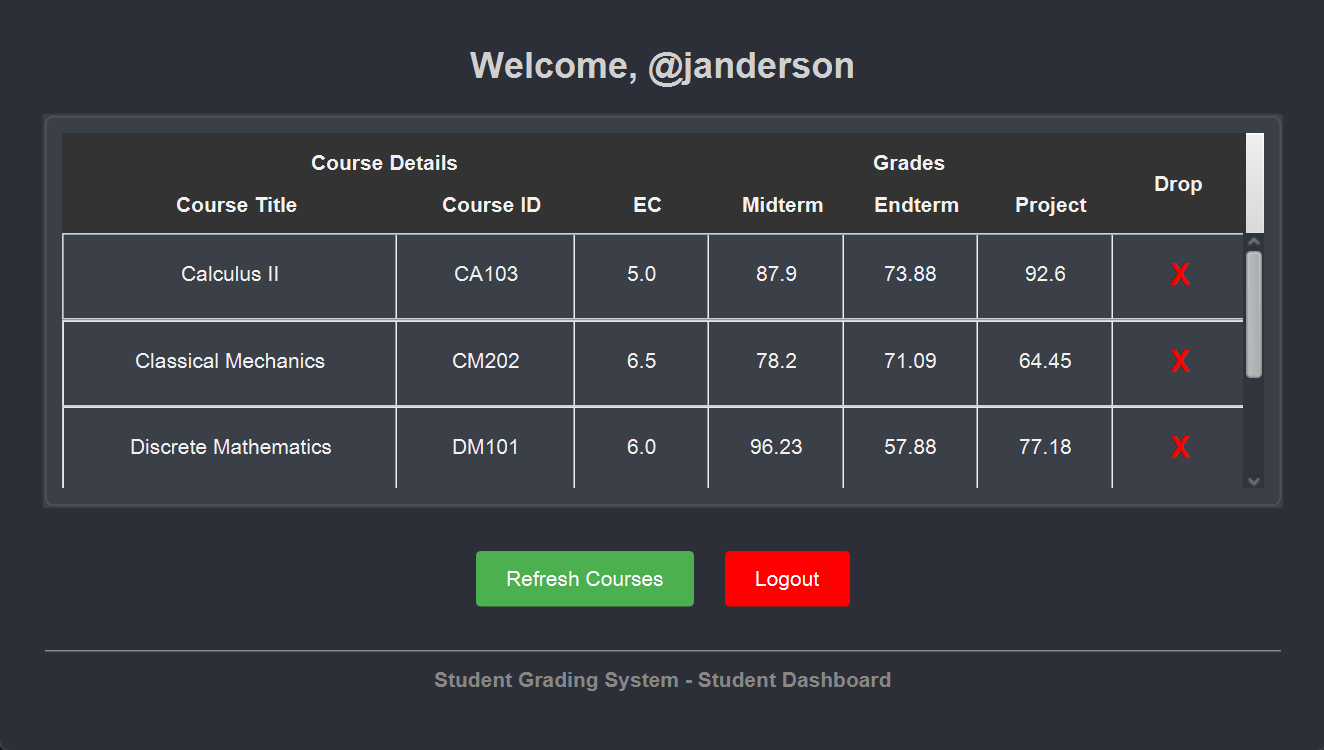 Welcome, @janderson
Course Details Grades Drop
Course Title Course ID EC Midterm Endterm Project
Calculus II CA103 5.0 87.9 73.88 92.6 X
Classical Mechanics CM202 6.5 78.2 71.09 64.45 X
Discrete Mathematics DM101 6.0 96.23 57.88 77.18 X
Refresh Courses Logout
Student Grading System - Student Dashboard